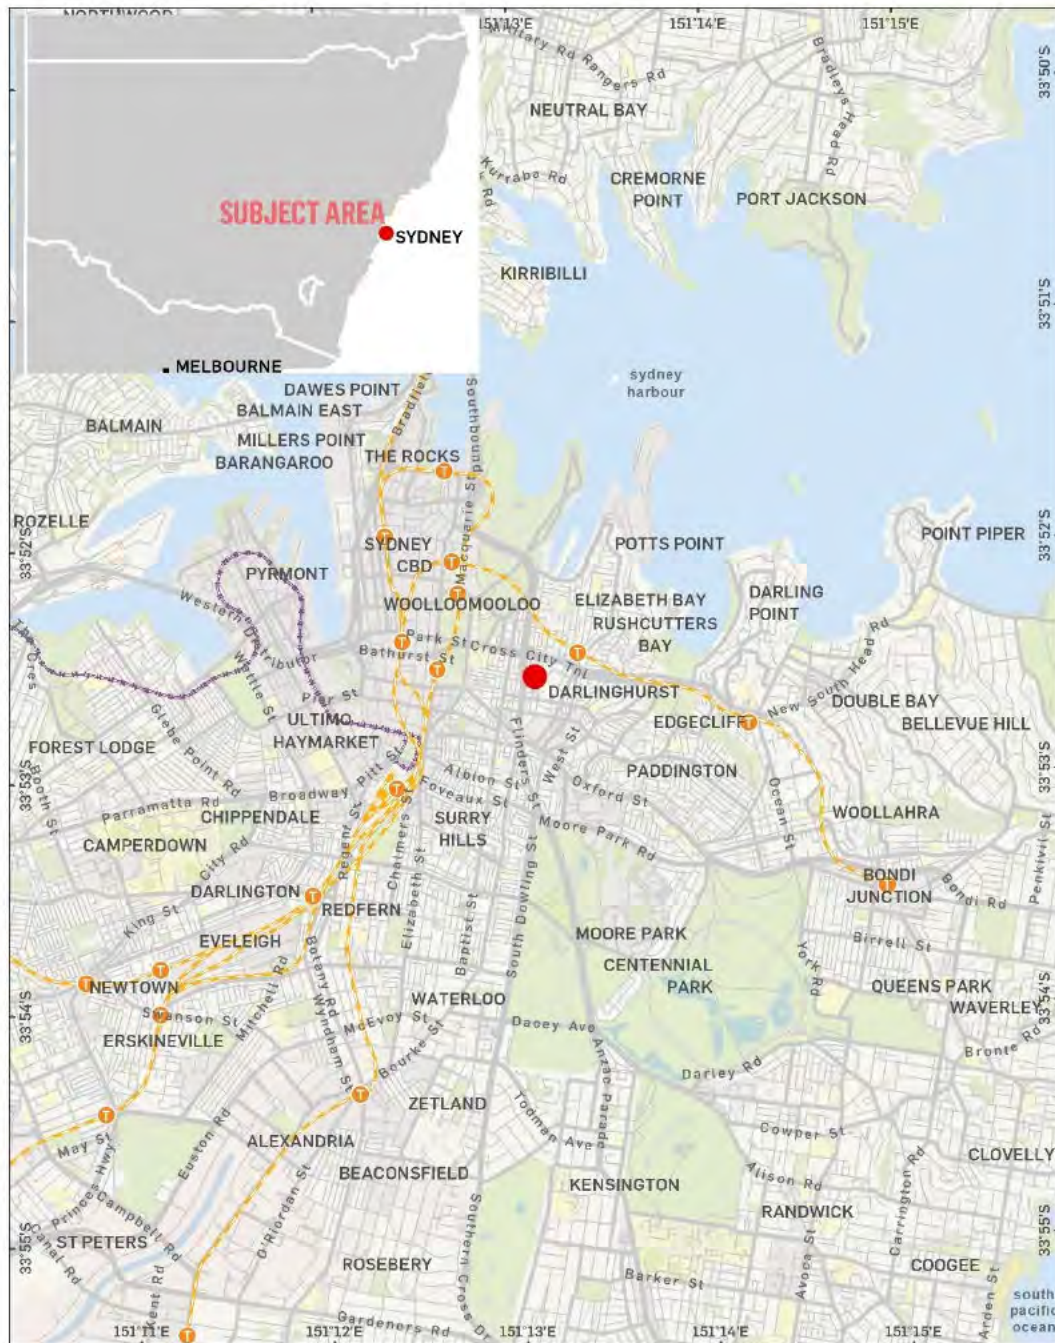 151°13'E
151°14'E
151°15'E
Military Rd
Rangers Rd
Bradleys Head Rd
33°50'S
NEUTRAL BAY
Kurraba Rd
CREMORNE
POINT
PORT JACKSON
SUBJECT AREA
SYDNEY
KIRRIBILLI
33°51'S
MELBOURNE
sydney
harbour
DAWES POINT
BALMAIN EAST
BALMAIN
MILLERS POINT
BARANGAROO
THE ROCKS
Macquarie St
Southbound
ROZELLE
33°52'S
SYDNEY
CBD
POTTS POINT
POINT PIPER
33°52'S
PYRMONT
WOOLLOOMOOLOO
ELIZABETH BAY
RUSHCUTTERS
BAY
DARLING
POINT
Western Distributor
Wattle St
Park St
Cross City Tnl
Bathurst St
New South Head Rd
DARLINGHURST
DOUBLE BAY
BELLEVUE HILL
EDGECLIFF
Pier St
ULTIMO
HAYMARKET
Glebe Point Rd
FOREST LODGE
Booth St
Flinders St
West St
PADDINGTON
33°53'S
Pitt St
Albion St
Foveaux St
Oxford St
Ocean St
33°53'S
Parramatta Rd
Broadway
CHIPPENDALE
SURRY
HILLS
Moore Park Rd
WOOLLAHRA
CAMPERDOWN
City Rd
Regent St
Chalmers St
Elizabeth St
Penkivil St
DARLINGTON
REDFERN
BONDI
JUNCTION
Bondi Rd
King St
EVELEIGH
Baptist St
South Dowling St
MOORE PARK
Birrell St
CENTENNIAL
PARK
York Rd
QUEENS PARK
WAVERLEY
NEWTOWN
Mitchell Rd
Botany Rd
Wyndham St
WATERLOO
33°54'S
Swanson St
McEvoy St
Dacey Ave
33°54'S
ERSKINEVILLE
Bourke St
Anzac Parade
Darley Rd
Bronte Rd
ZETLAND
Todman Ave
Cowper St
May St
Princes Hwy
Euston Rd
ALEXANDRIA
BEACONSFIELD
KENSINGTON
Alison Rd
CLOVELLY
Carrington Rd
RANDWICK
Campbell Rd
O'Riordan St
ST PETERS
Canal Rd
33°55'S
ROSEBERY
Southern Cross Dr
Barker St
Avoca St
COOGEE
33°55'S
Kent Rd
Gardeners Rd
south
pacific
ocean
151°11'E
151°12'E
151°13'E
151°14'E
151°15'E